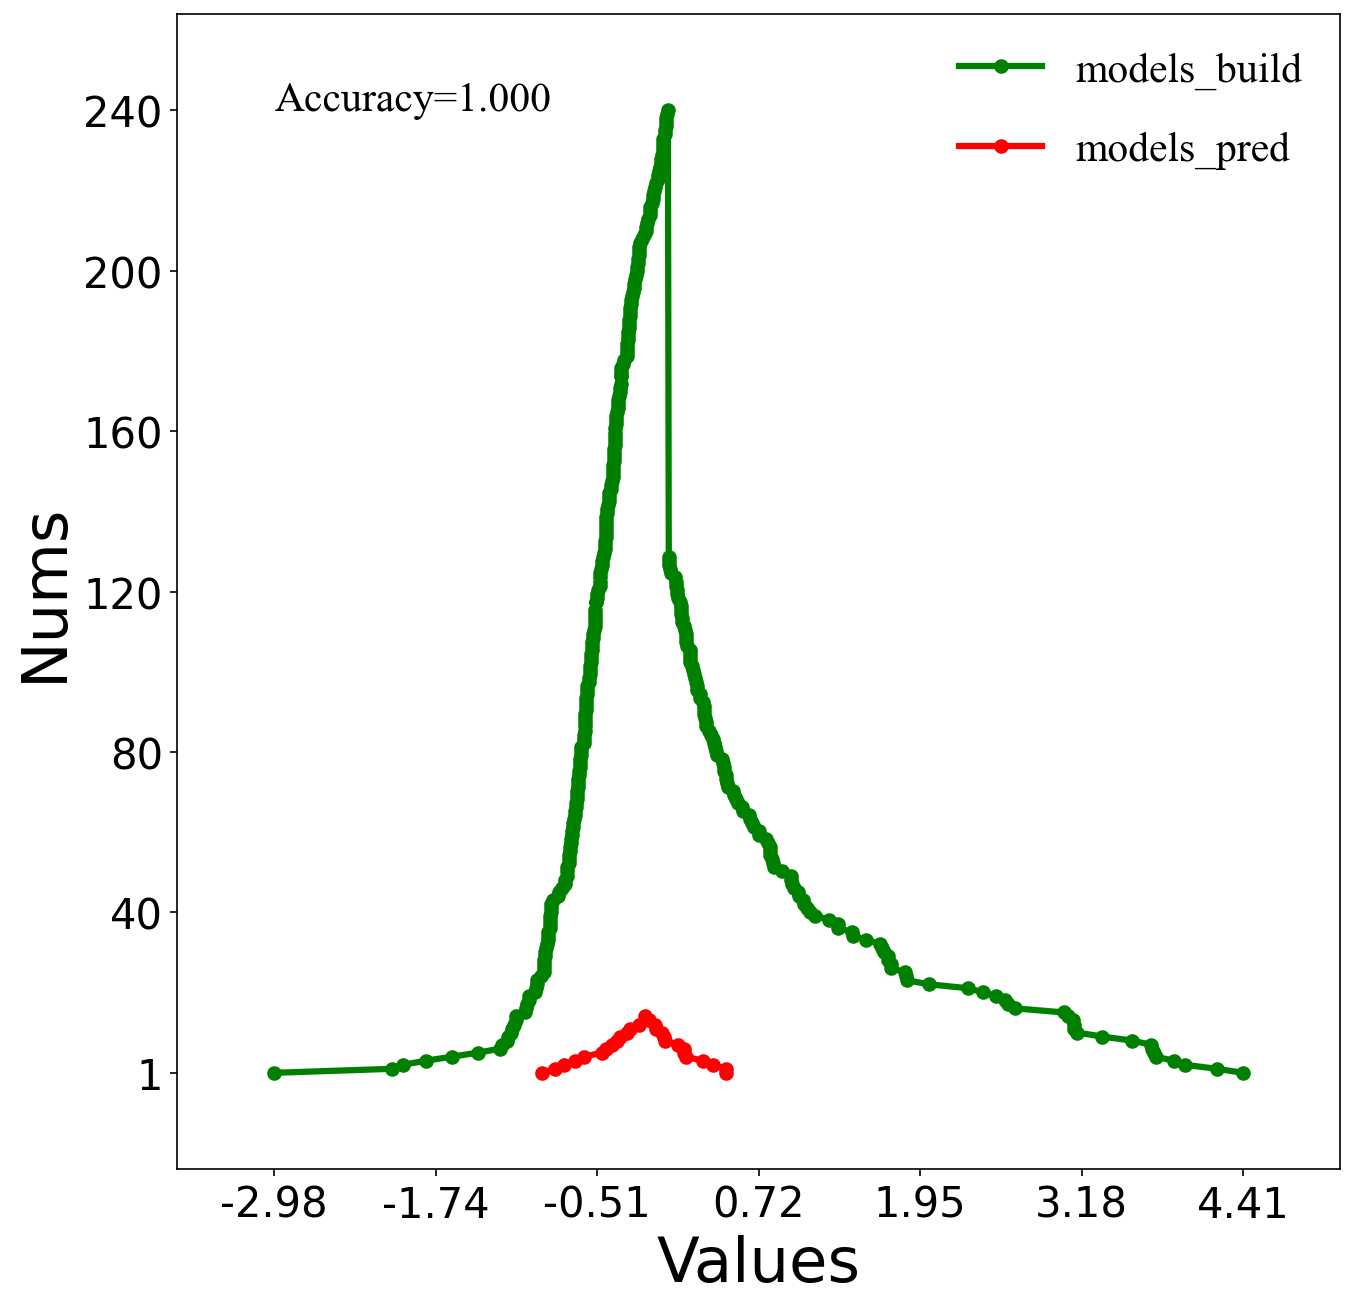 Accuracy=1.000
models_build
models_pred
Nums
240
200
160
120
80
40
1
-2.98
-1.74
-0.51
0.72
1.95
3.18
4.41
Values